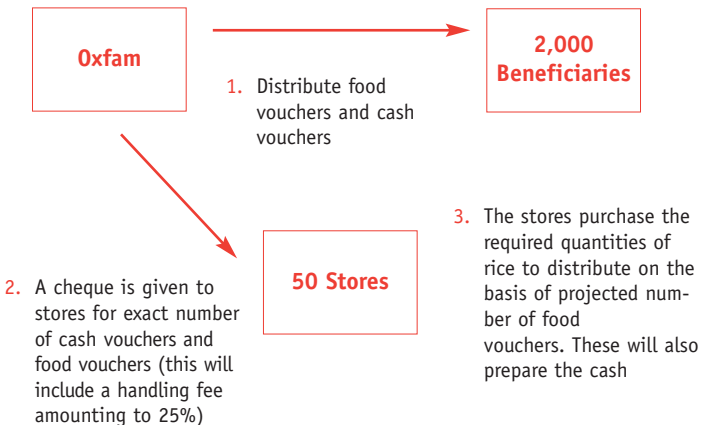 Oxfam
2,000
Beneficiaries
1. Distribute food
vouchers and cash
vouchers
50 Stores
2. A cheque is given to
stores for exact number
of cash vouchers and
food vouchers (this will
include a handling fee
amounting to 25%)
3. The stores purchase the
required quantities of
rice to distribute on the
basis of projected num-
ber of food
vouchers. These will also
prepare the cash